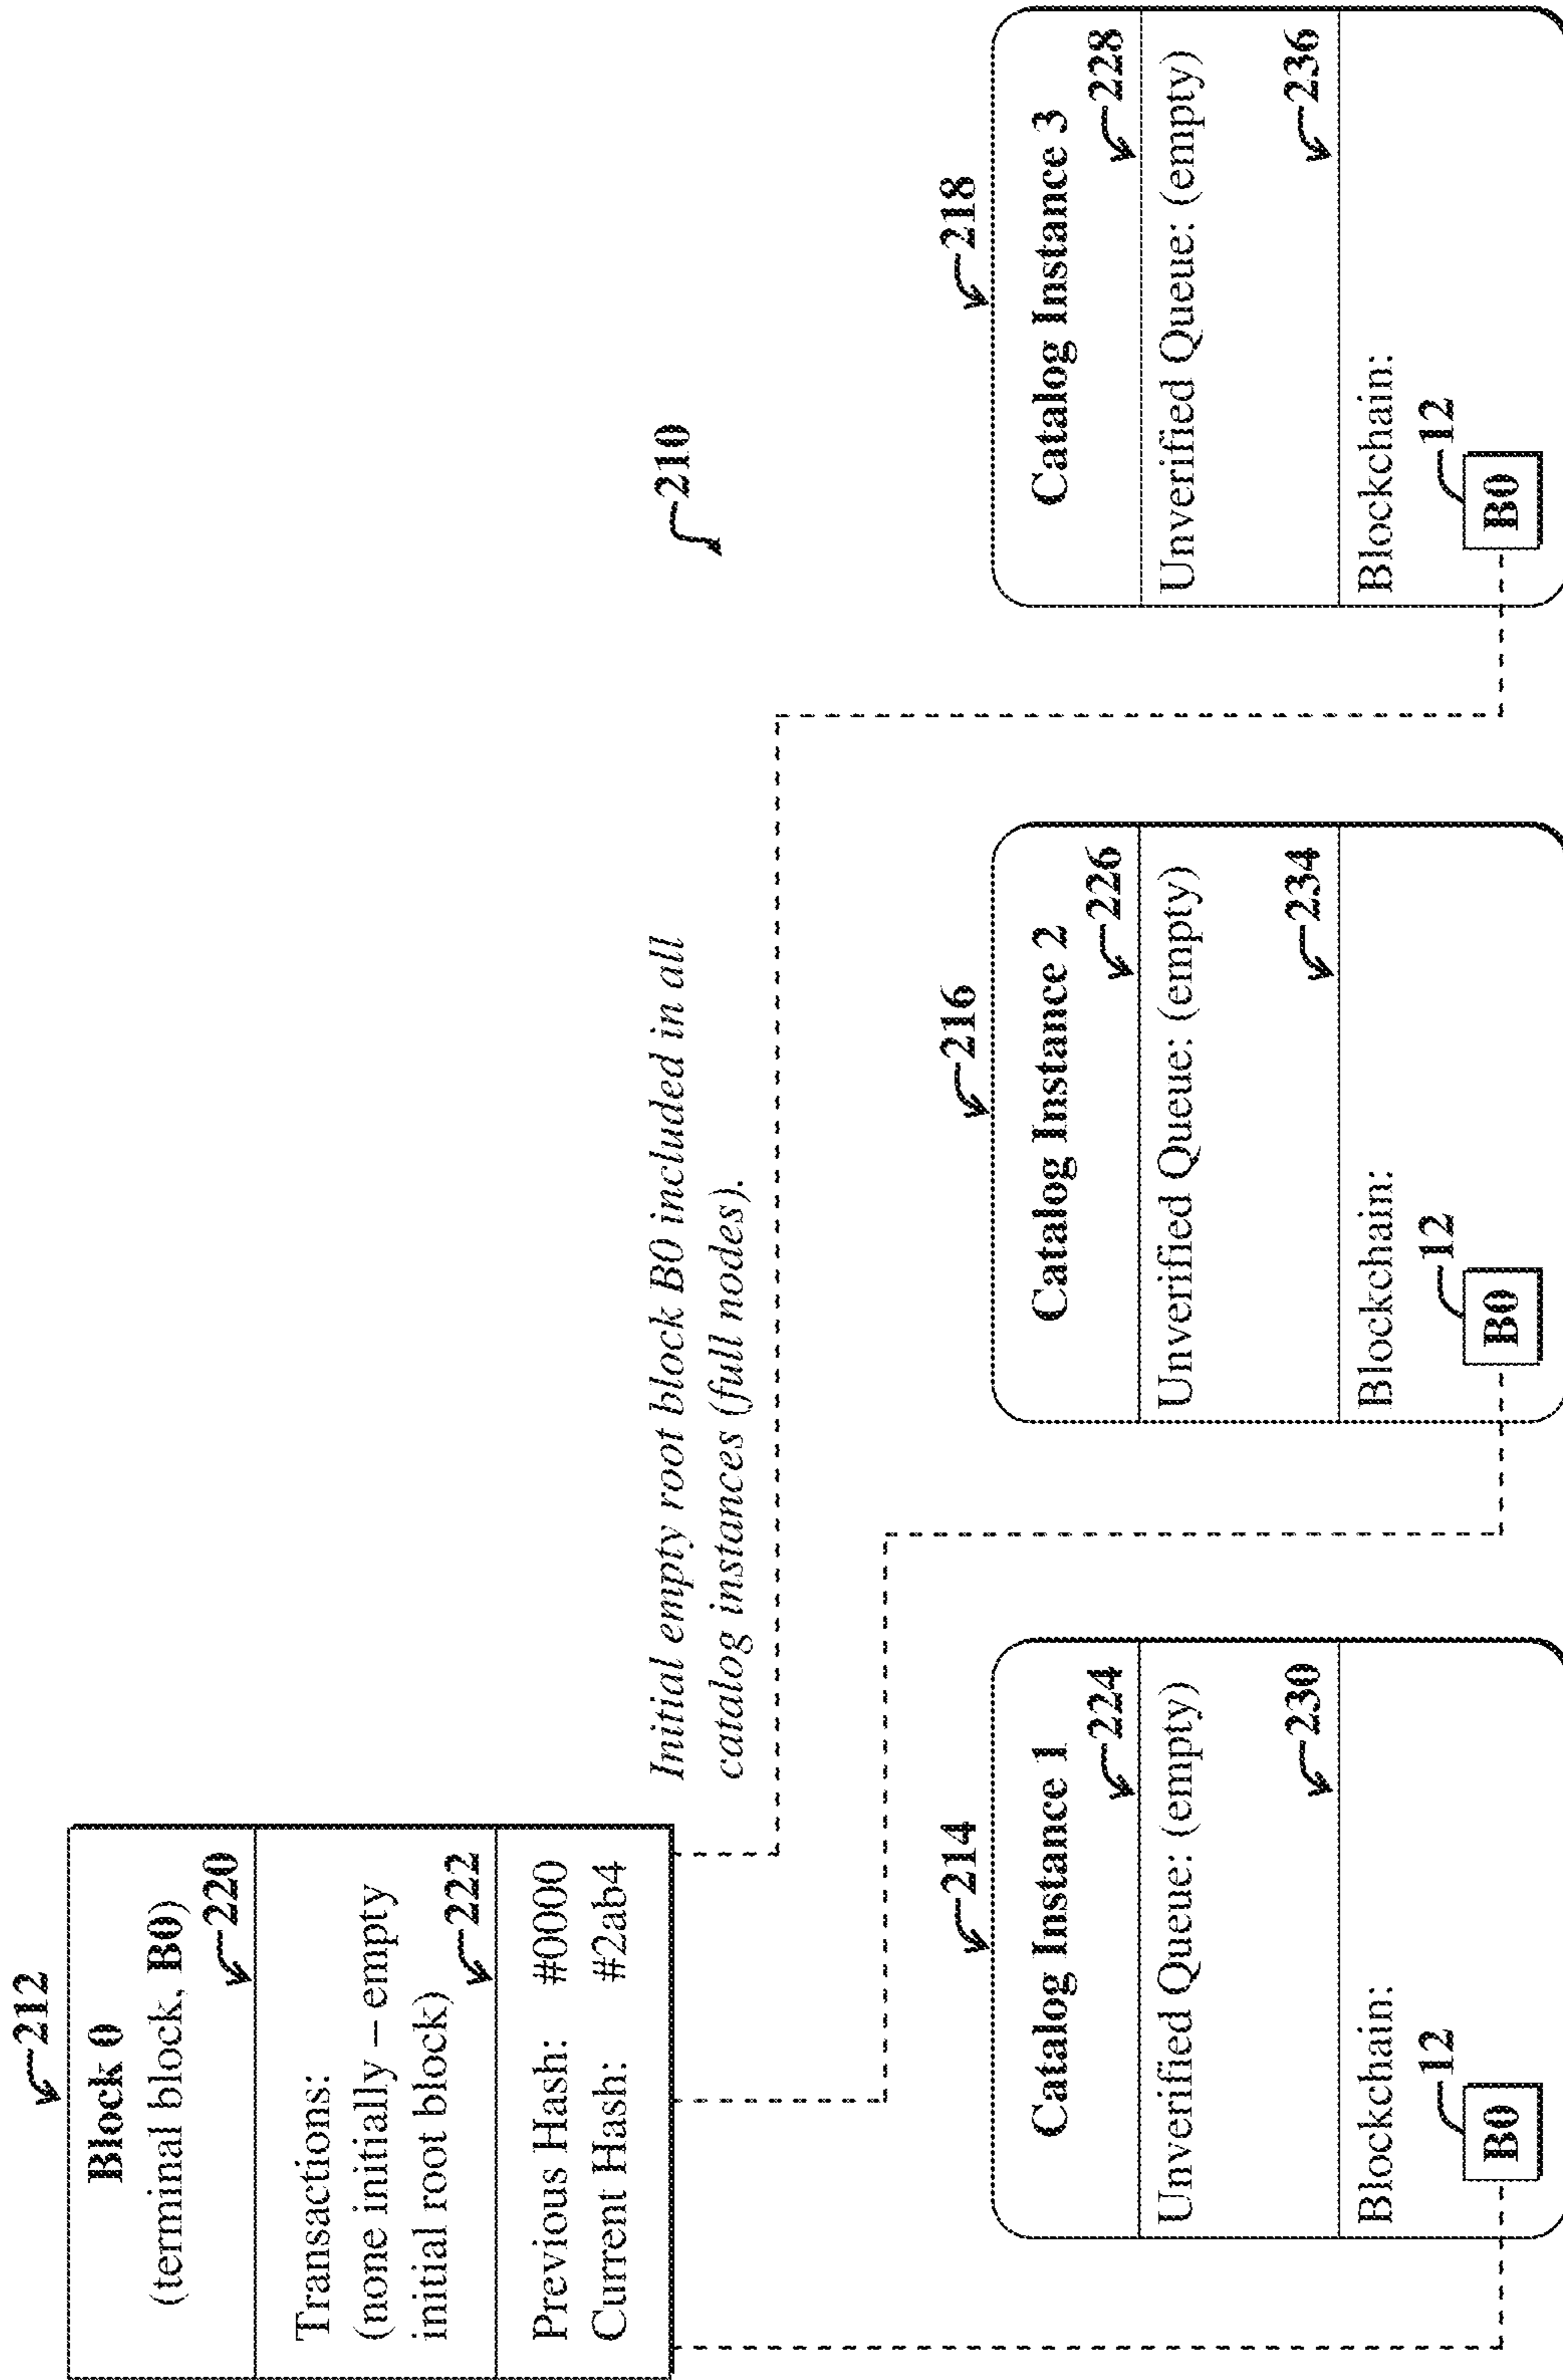 212
Block 0
(terminal block, B0)
220
Transactions:
(none initially – empty
initial root block)
222
Previous Hash: #0000
Current Hash: #2ab4
Initial empty root block B0 included in all
catalog instances (full nodes).
210
214
Catalog Instance 1
224
Unverified Queue: (empty)
230
Blockchain:
12
B0
216
Catalog Instance 2
226
Unverified Queue: (empty)
234
Blockchain:
12
B0
218
Catalog Instance 3
228
Unverified Queue: (empty)
236
Blockchain:
12
B0